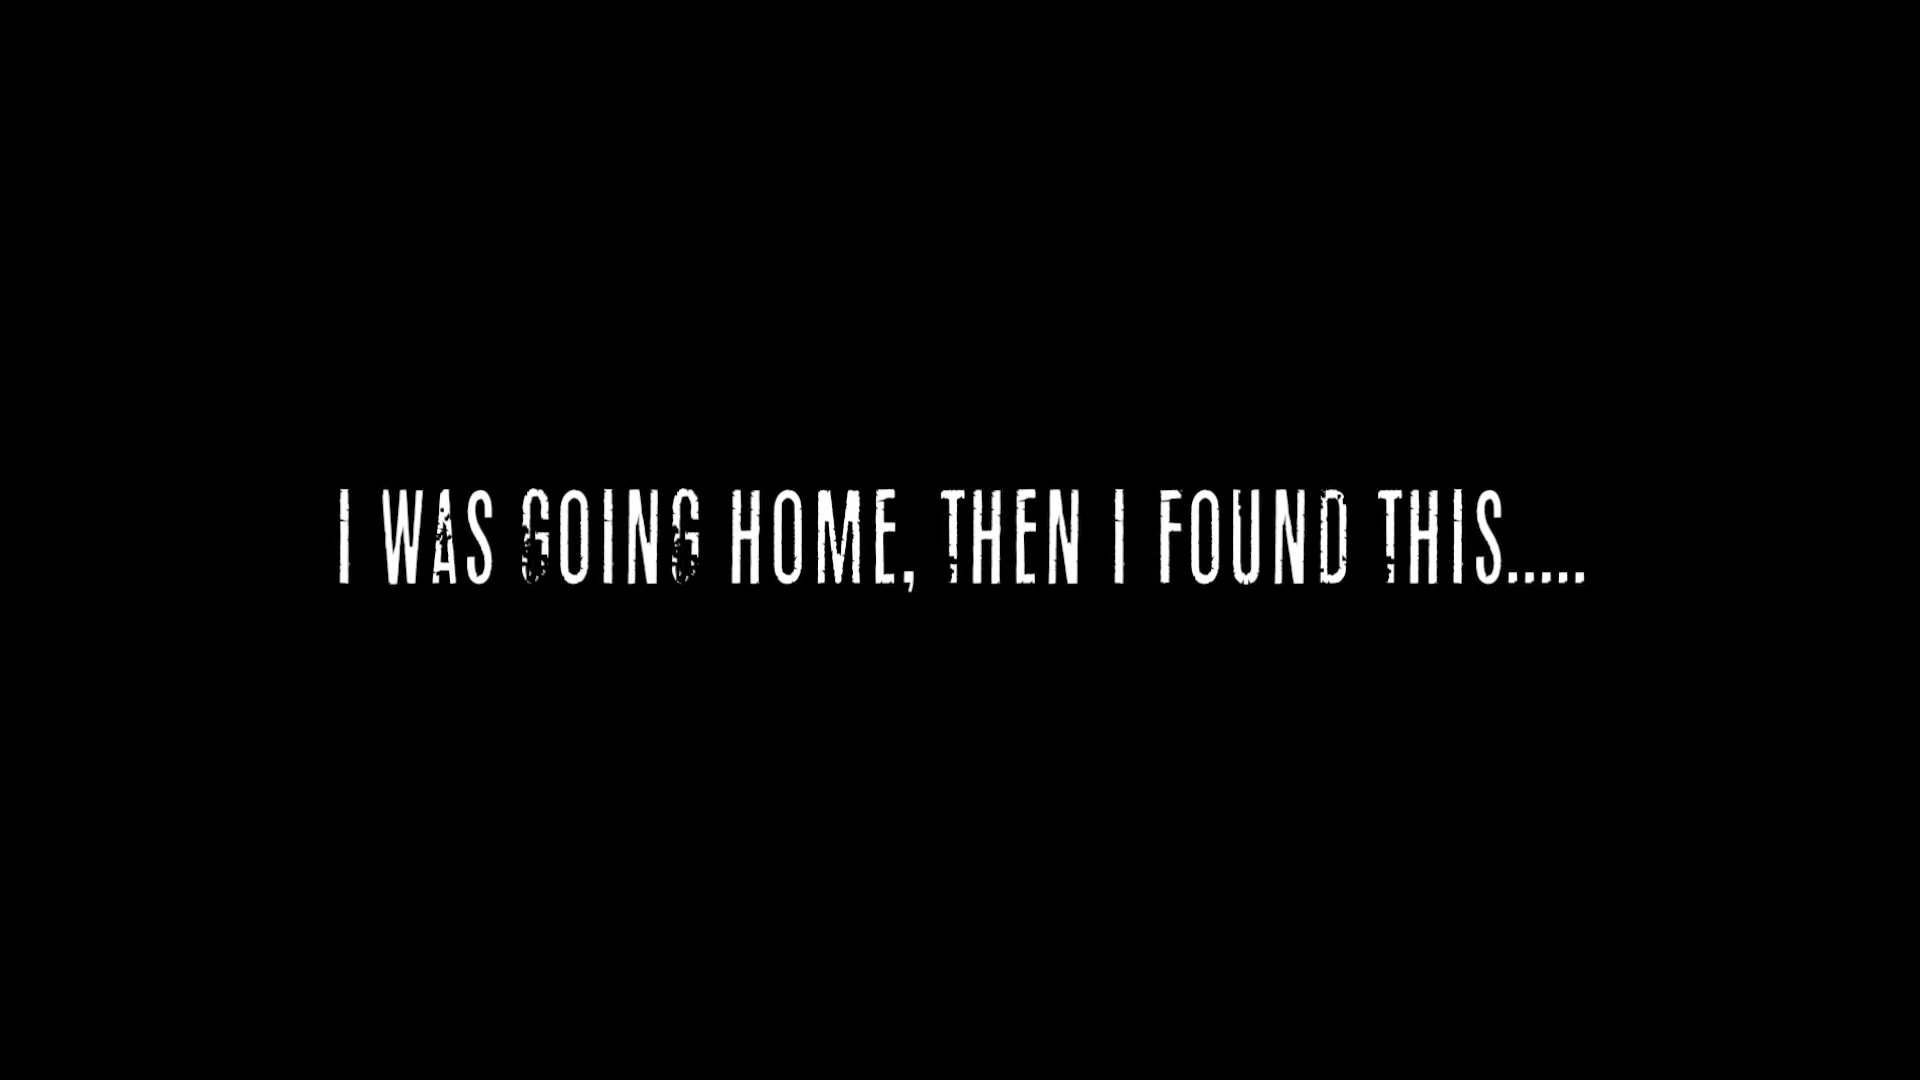 I WAS GOING HOME, THEN I FOUND THIS.....